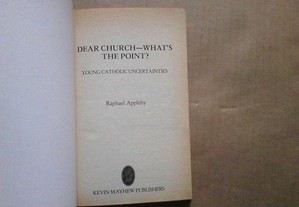 DEAR CHURCH—WHAT'S
THE POINT?
YOUNG CATHOLIC UNCERTAINTIES
Raphael Appleby
KEVIN MAYHEW PUBLISHERS